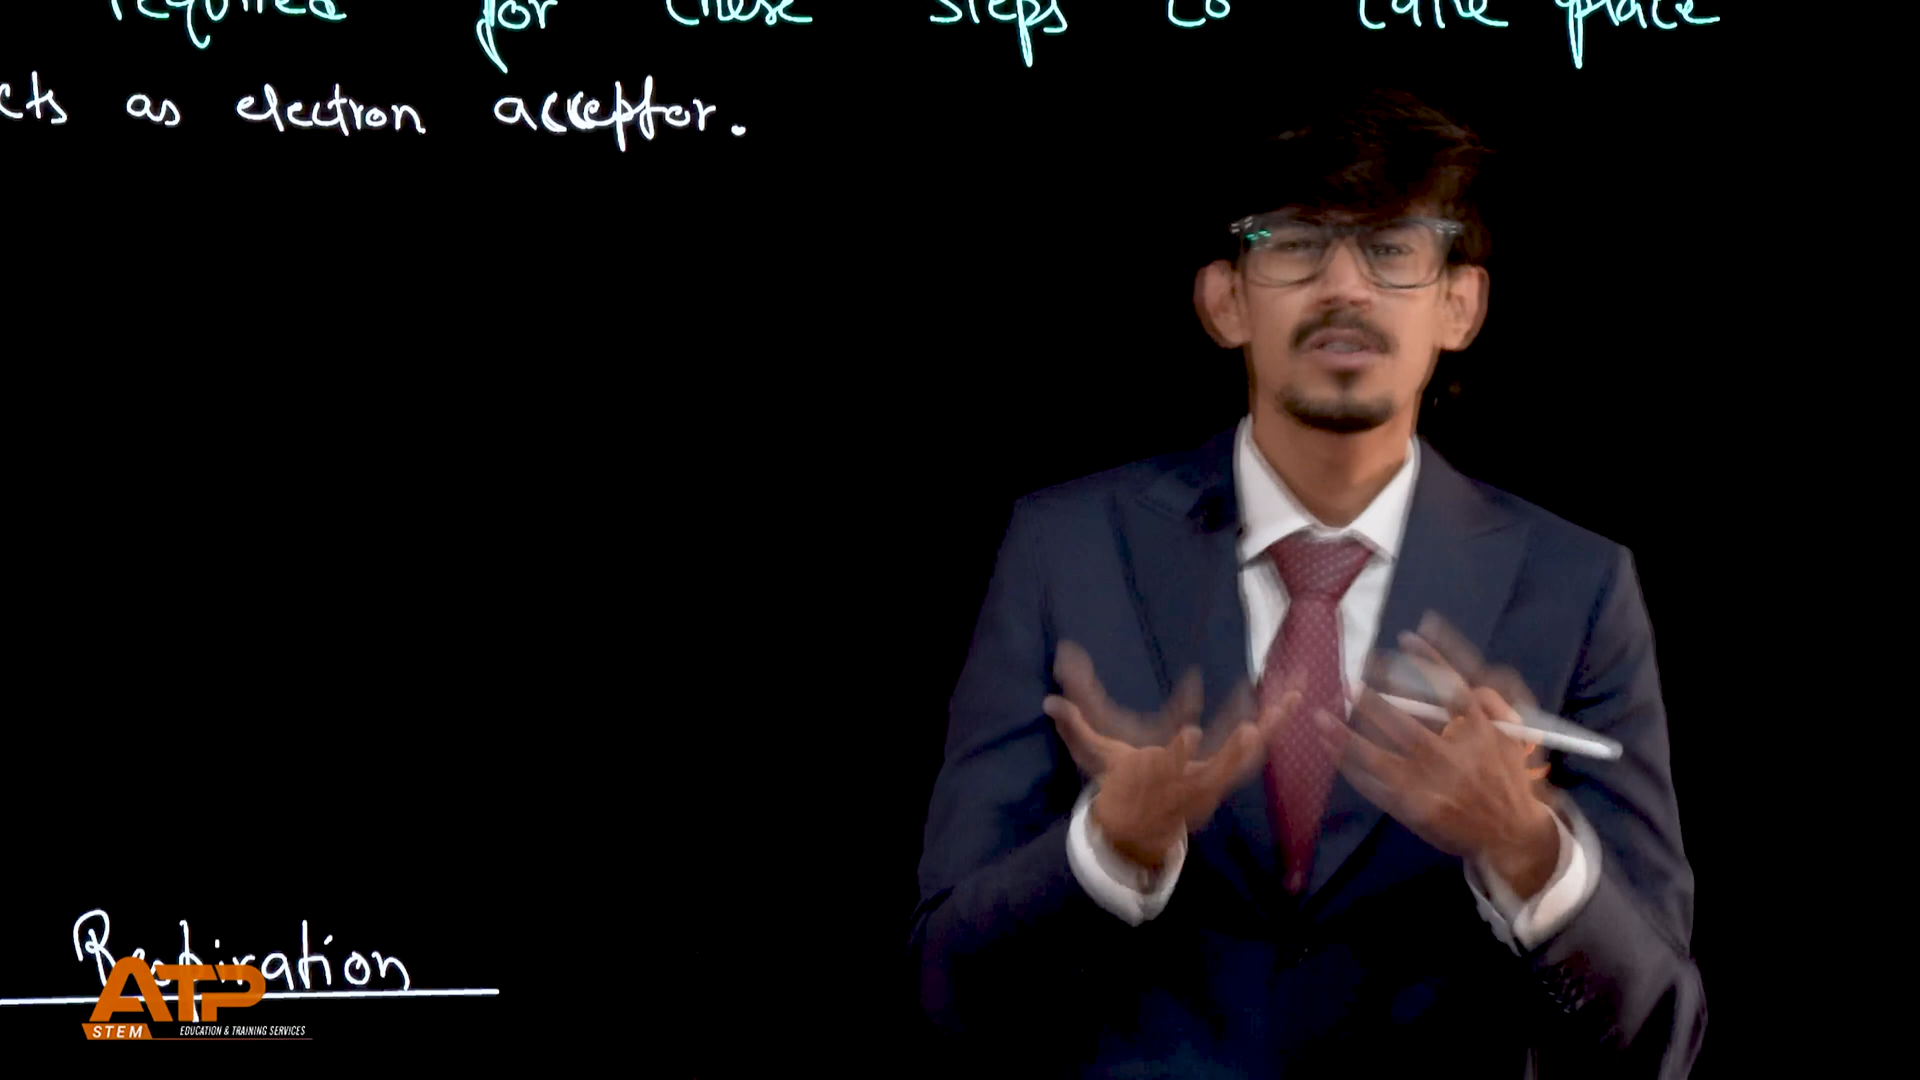 required for these steps to take place
cts as electron acceptor.
Respiration
ATP
STEM EDUCATION & TRAINING SERVICES